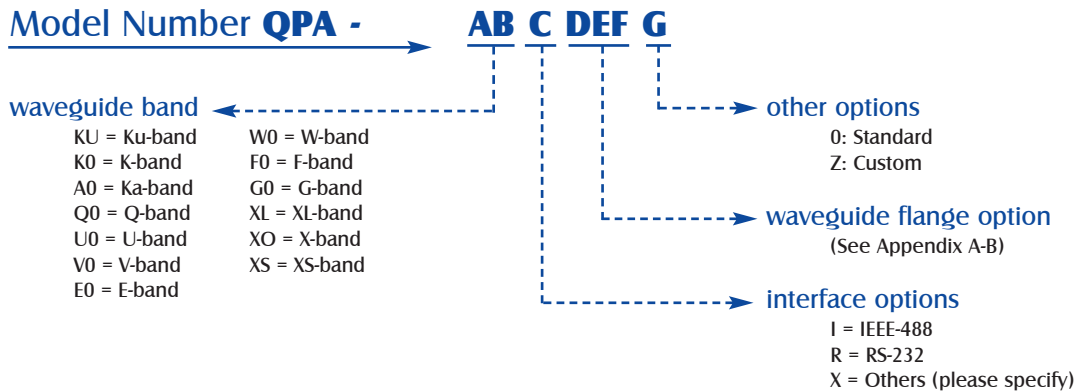 Model Number QPA - AB C DEF G
waveguide band
KU = Ku-band
K0 = K-band
A0 = Ka-band
Q0 = Q-band
U0 = U-band
V0 = V-band
E0 = E-band
W0 = W-band
F0 = F-band
G0 = G-band
XL = XL-band
XO = X-band
XS = XS-band
other options
0: Standard
Z: Custom
waveguide flange option
(See Appendix A-B)
interface options
I = IEEE-488
R = RS-232
X = Others (please specify)